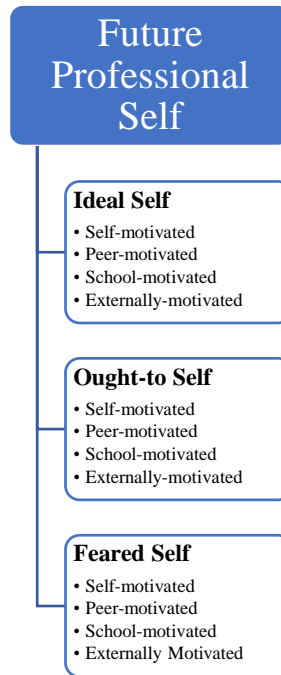 Future
Professional
Self
Ideal Self
• Self-motivated
• Peer-motivated
• School-motivated
• Externally-motivated
Ought-to Self
• Self-motivated
• Peer-motivated
• School-motivated
• Externally-motivated
Feared Self
• Self-motivated
• Peer-motivated
• School-motivated
• Externally Motivated